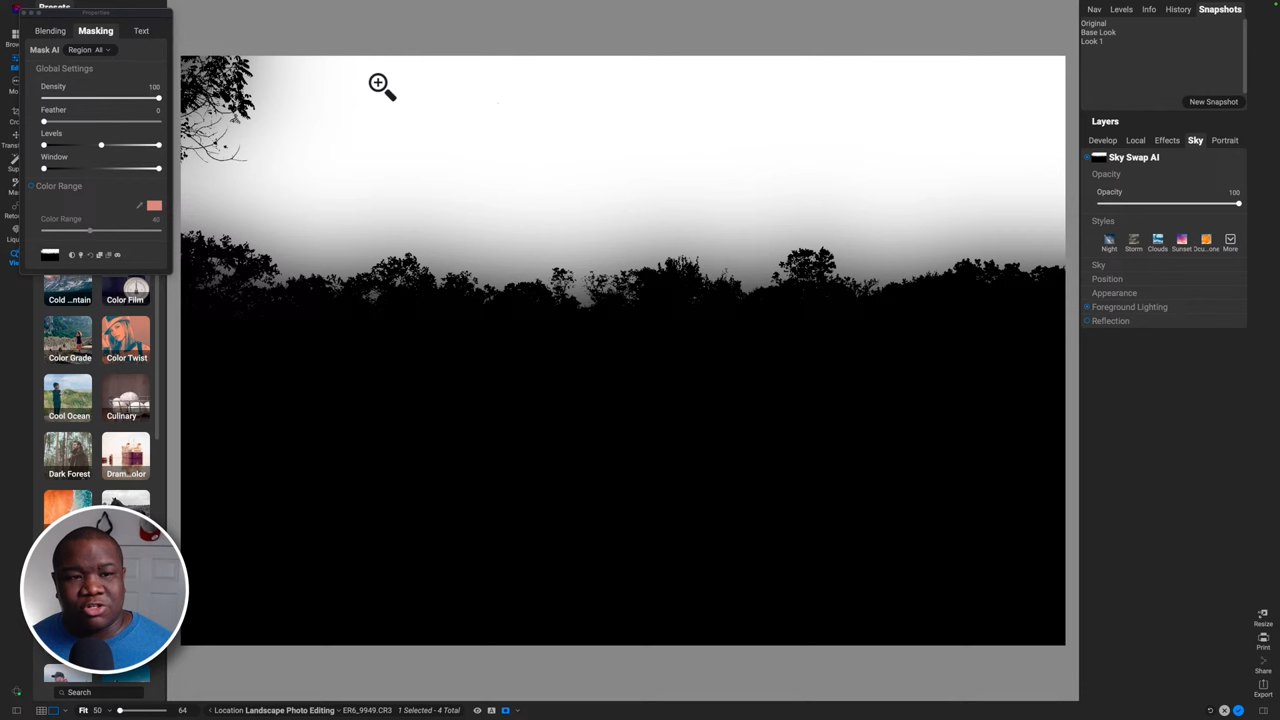 Presets
Properties
Blending
Masking
Text
Mask AI
Region All
Global Settings
Density
100
Feather
0
Levels
Window
Color Range
Color Range
40
Cold ...ntain
Color Film
Color Grade
Color Twist
Cool Ocean
Culinary
Dark Forest
Dram...olor
Search
Fit
50
64
Location Landscape Photo Editing
ER6_9949.CR3
1 Selected - 4 Total
Nav
Levels
Info
History
Snapshots
Original
Base Look
Look 1
New Snapshot
Layers
Develop
Local
Effects
Sky
Portrait
Sky Swap AI
Opacity
Opacity
100
Styles
Night
Storm
Clouds
Sunset
Ocu...ome
More
Sky
Position
Appearance
Foreground Lighting
Reflection
Resize
Print
Share
Export